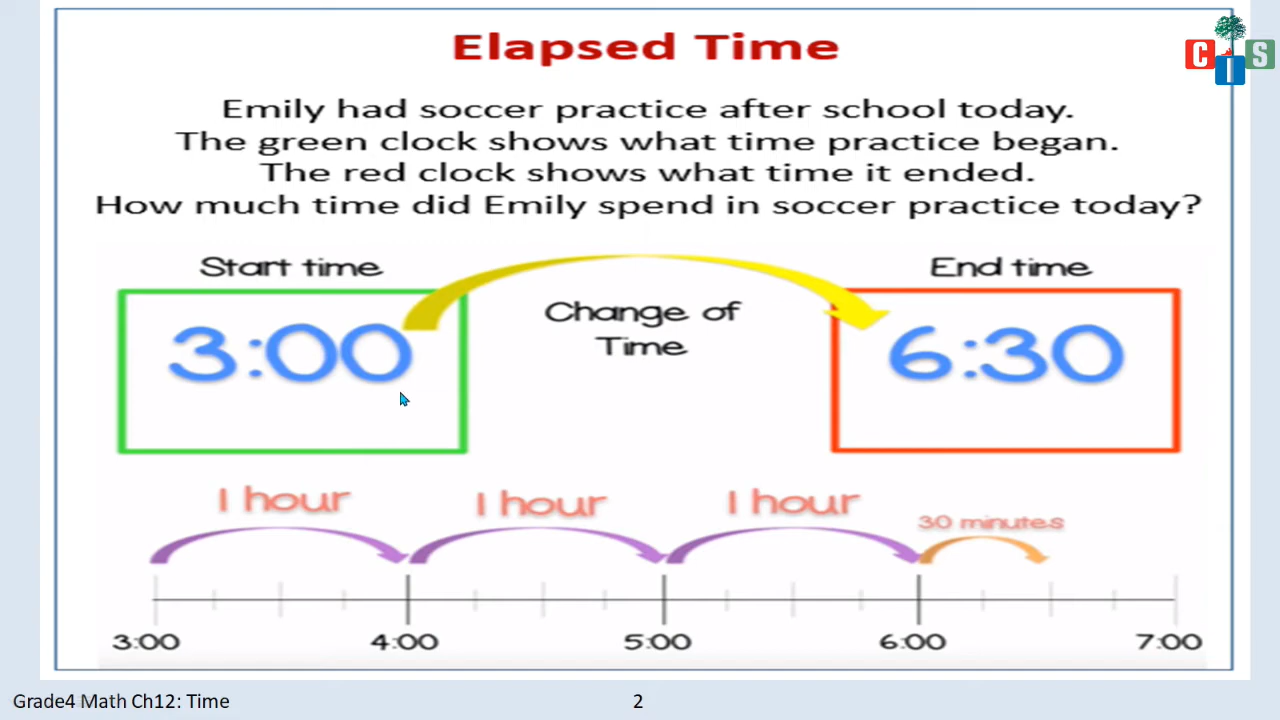 Elapsed Time
C I S
Emily had soccer practice after school today.
The green clock shows what time practice began.
The red clock shows what time it ended.
How much time did Emily spend in soccer practice today?
Start time
End time
Change of
Time
3:00
6:30
1 hour
1 hour
1 hour
30 minutes
3:00
4:00
5:00
6:00
7:00
Grade4 Math Ch12: Time
2